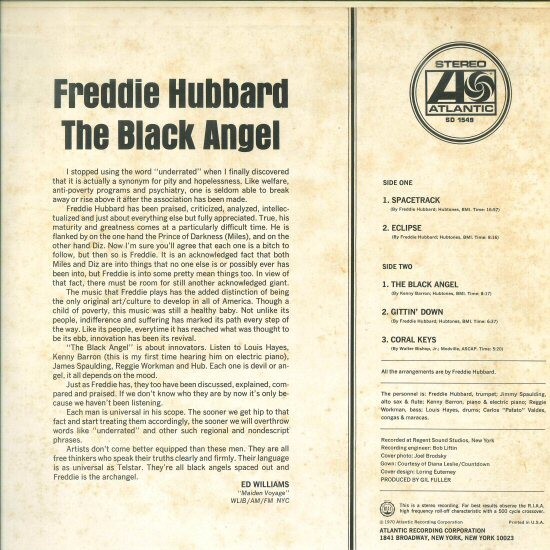 Freddie Hubbard
The Black Angel
I stopped using the word "underrated" when I finally discovered
that it is actually a synonym for pity and hopelessness. Like welfare,
anti-poverty programs and psychiatry, one is seldom able to break
away or rise above it after the association has been made.
Freddie Hubbard has been praised, criticized, analyzed, intellec-
tualized and just about everything else but fully appreciated. True, his
maturity and greatness comes at a particularly difficult time. He is
flanked by on the one hand the Prince of Darkness (Miles), and on the
other hand Diz. Now I'm sure you'll agree that each one is a bitch to
follow, but then so is Freddie. It is an acknowledged fact that both
Miles and Diz are into things that no one else is or possibly ever has
been into, but Freddie is into some pretty mean things too. In view of
that fact, there must be room for still another acknowledged giant.
The music that Freddie plays has the added distinction of being
the only original art/culture to develop in all of America. Though a
child of poverty, this music was still a healthy baby. Not unlike its
people, indifference and suffering has marked its path every step of
the way. Like its people, everytime it has reached what was thought to
be its ebb, innovation has been its revival.
"The Black Angel" is about innovators. Listen to Louis Hayes,
Kenny Barron (this is my first time hearing him on electric piano),
James Spaulding, Reggie Workman and Hub. Each one is devil or an-
gel, it all depends on the mood.
Just as Freddie has, they too have been discussed, explained, com-
pared and praised. If we don't know who they are by now it's only be-
cause we haven't been listening.
Each man is universal in his scope. The sooner we get hip to that
fact and start treating them accordingly, the sooner we will overthrow
words like "underrated" and other such regional and nondescript
phrases.
Artists don't come better equipped than these men. They are all
free thinkers who speak their truths clearly and firmly. Their language
is as universal as Telstar. They're all black angels spaced out and
Freddie is the archangel.
ED WILLIAMS
"Maiden Voyage"
WLIB/AM/FM NYC
STEREO
ATLANTIC
SD 1549
SIDE ONE
1. SPACETRACK
(By Freddie Hubbard; Hubtones, BMI. Time: 16:57)
2. ECLIPSE
(By Freddie Hubbard; Hubtones, BMI. Time: 8:16)
SIDE TWO
1. THE BLACK ANGEL
(By Kenny Barron; Hubtones, BMI. Time: 8:17)
2. GITTIN' DOWN
(By Freddie Hubbard; Hubtones, BMI. Time: 6:27)
3. CORAL KEYS
(By Walter Bishop, Jr.; Modville, ASCAP. Time: 5:20)
All the arrangements are by Freddie Hubbard.
The personnel is: Freddie Hubbard, trumpet; Jimmy Spaulding,
alto sax & flute; Kenny Barron, piano & electric piano; Reggie
Workman, bass; Louis Hayes, drums; Carlos "Patato" Valdes,
congas & maracas.
Recorded at Regent Sound Studios, New York
Recording engineer: Bob Liftin
Cover photo: Joel Brodsky
Gown: Courtesy of Diana Leslie/Countdown
Cover design: Loring Eutemey
PRODUCED BY GIL FULLER
This is a stereo recording. For best results observe the R.I.A.A.
high frequency roll-off characteristic with a 500 cycle crossover.
© 1970 Atlantic Recording Corporation Printed in U.S.A.
ATLANTIC RECORDING CORPORATION
1841 BROADWAY, NEW YORK, NEW YORK 10023